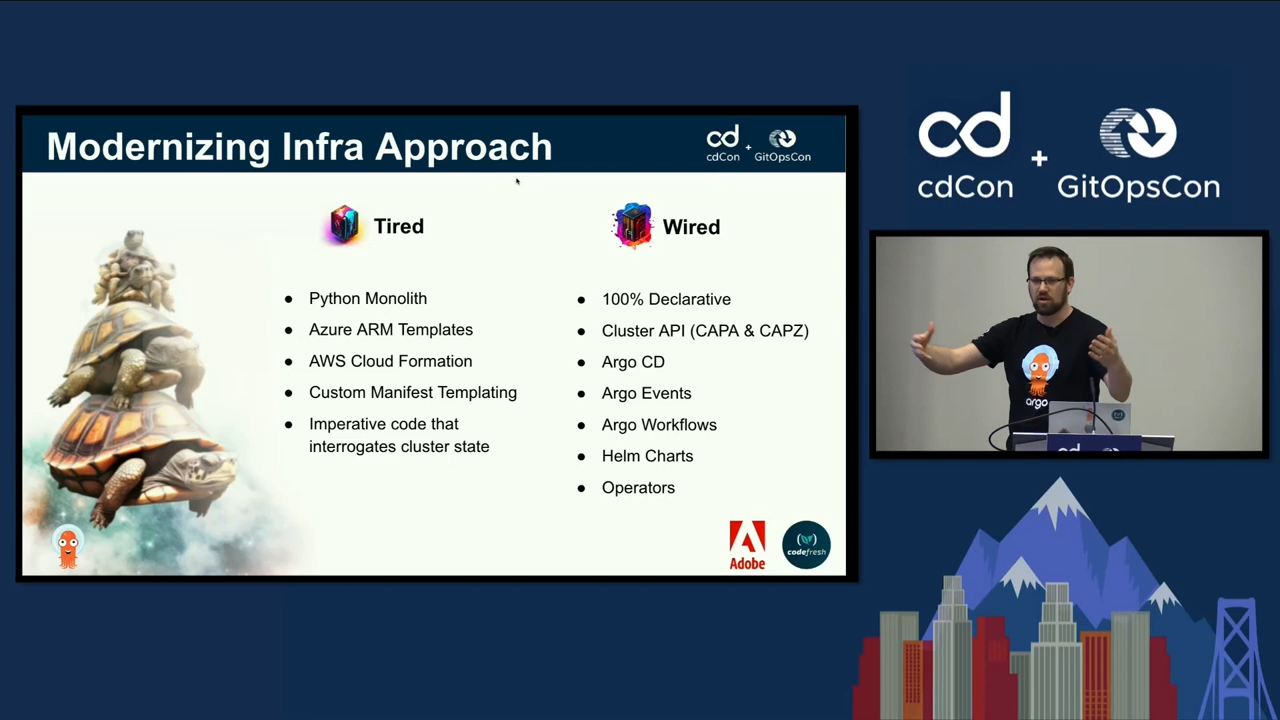 Modernizing Infra Approach
cd
cdCon
+
GitOpsCon
Tired
Python Monolith
Azure ARM Templates
AWS Cloud Formation
Custom Manifest Templating
Imperative code that
interrogates cluster state
Wired
100% Declarative
Cluster API (CAPA & CAPZ)
Argo CD
Argo Events
Argo Workflows
Helm Charts
Operators
Adobe
codefresh
cd
cdCon
+
GitOpsCon
argo
cd